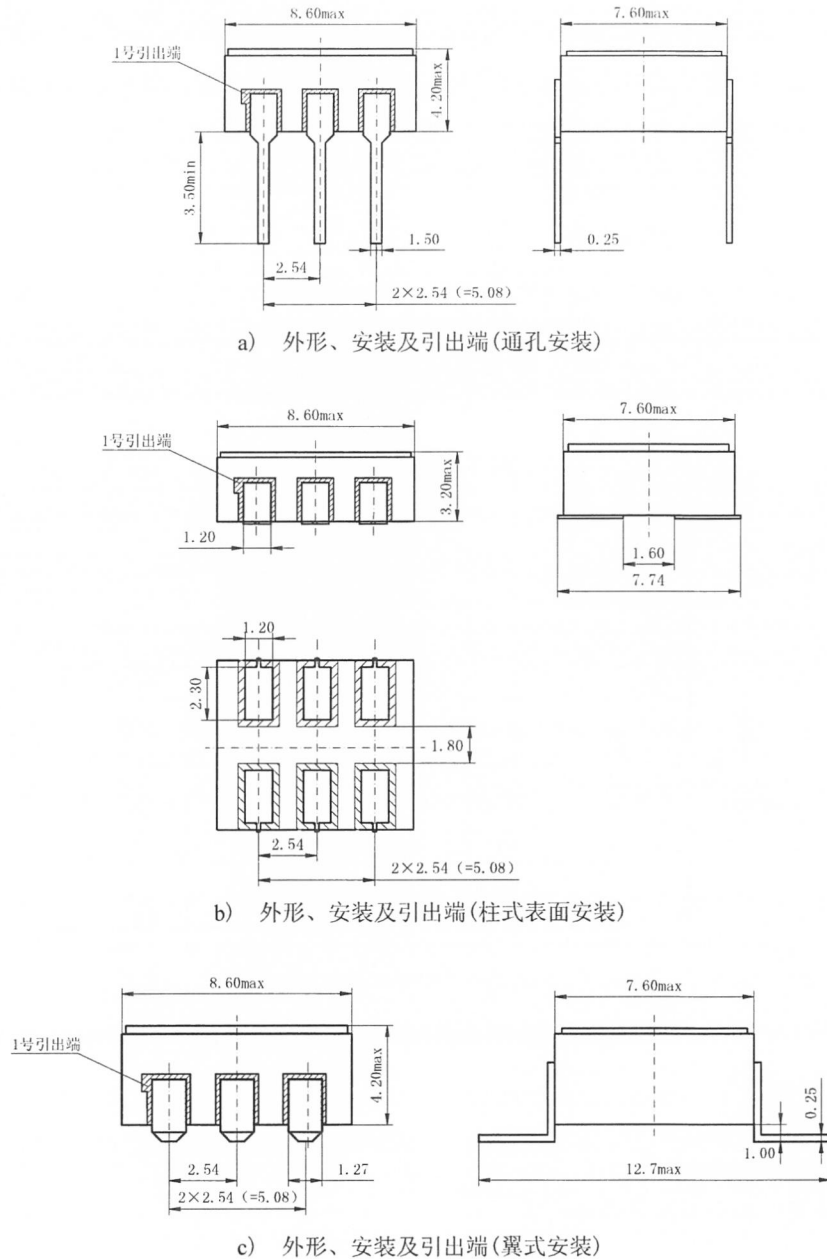 8.60max
7.60max
1号引出端
4.20max
3.50min
1.50
0.25
2.54
2×2.54 (=5.08)
a) 外形、安装及引出端(通孔安装)
8.60max
7.60max
1号引出端
3.20max
1.20
1.60
7.74
1.20
2.30
1.80
2.54
2×2.54 (=5.08)
b) 外形、安装及引出端(柱式表面安装)
8.60max
7.60max
1号引出端
4.20max
0.25
2.54
1.27
1.00
2×2.54 (=5.08)
12.7max
c) 外形、安装及引出端(翼式安装)